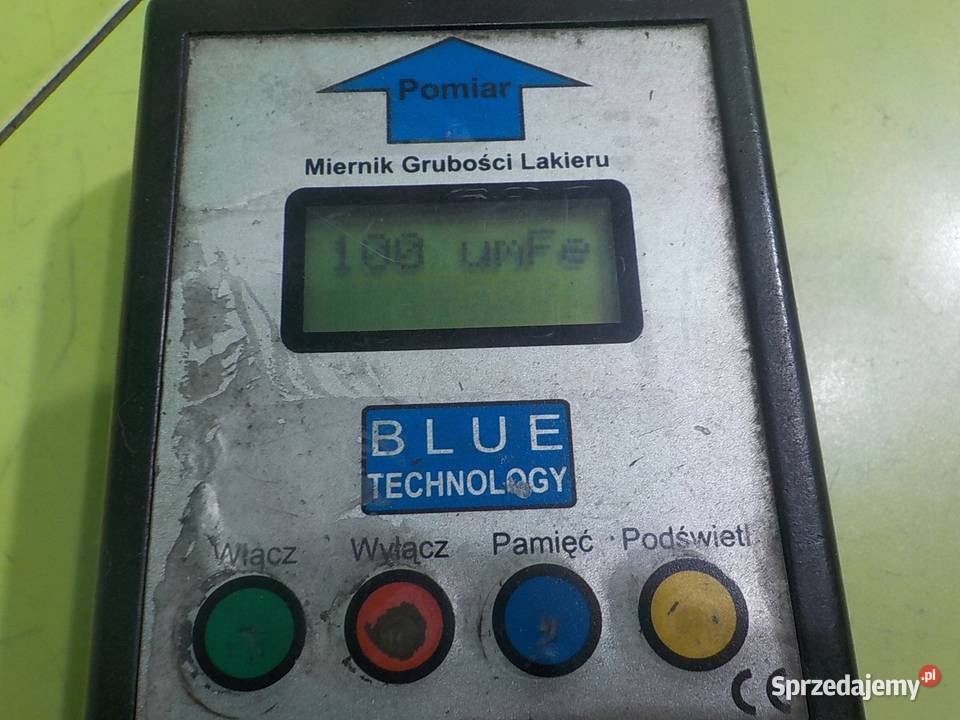 Pomiar
Miernik Grubości Lakieru
100 umFe
BLUE
TECHNOLOGY
Włącz Wyłącz Pamięć Podświetl
CE
Sprzedajemy.pl